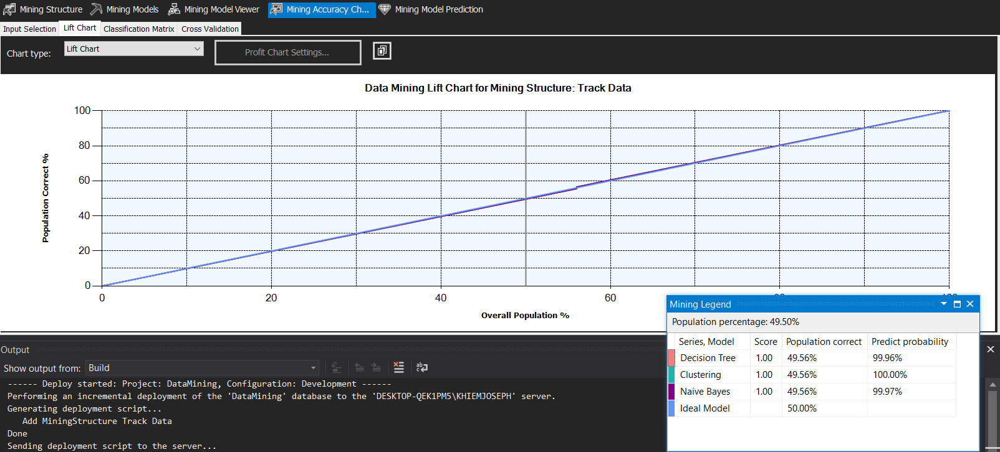 Mining Structure Mining Models Mining Model Viewer Mining Accuracy Ch... Mining Model Prediction
Input Selection Lift Chart Classification Matrix Cross Validation
Chart type: Lift Chart Profit Chart Settings...
Data Mining Lift Chart for Mining Structure: Track Data
Population Correct %
100
80
60
40
20
0
0 20 40 60
Overall Population %
Mining Legend
Population percentage: 49.50%
Series, Model Score Population correct Predict probability
Decision Tree 1.00 49.56% 99.96%
Clustering 1.00 49.56% 100.00%
Naive Bayes 1.00 49.56% 99.97%
Ideal Model 50.00%
Output
Show output from: Build
------ Deploy started: Project: DataMining, Configuration: Development ------
Performing an incremental deployment of the 'DataMining' database to the 'DESKTOP-QEK1PM5\KHIEMJOSEPH' server.
Generating deployment script...
Add MiningStructure Track Data
Done
Sending deployment script to the server...